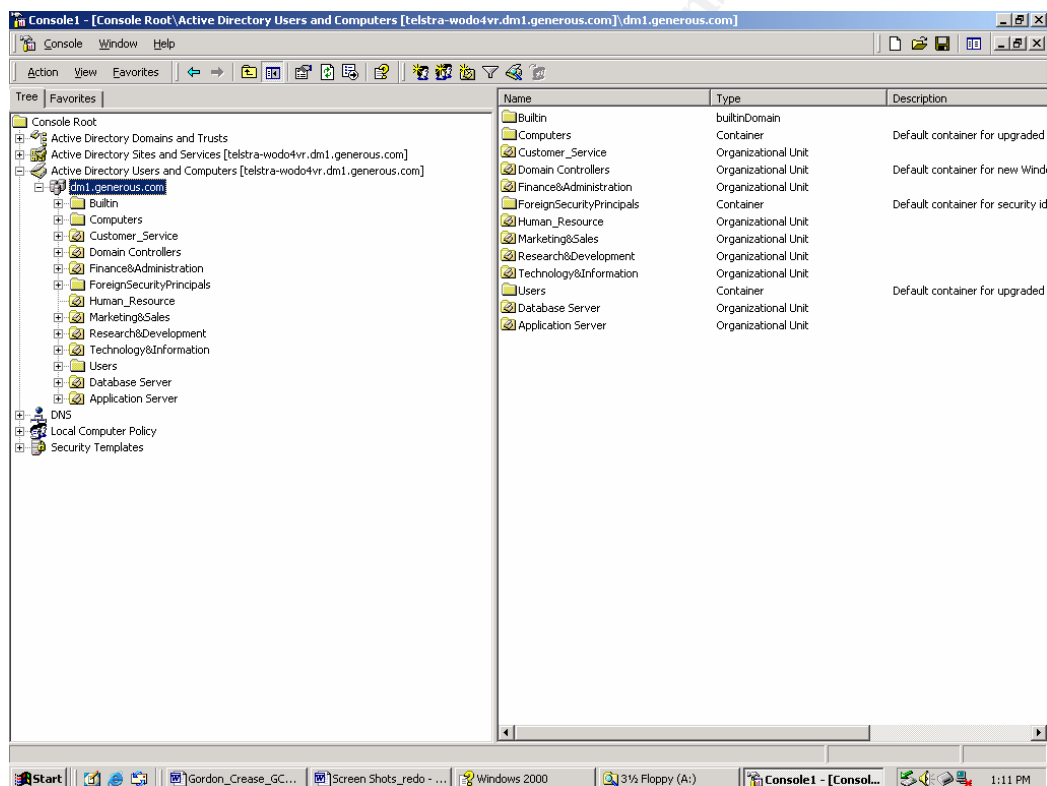 Console1 - [Console Root\Active Directory Users and Computers [telstra-wodo4vr.dm1.generous.com]\dm1.generous.com]
Console Window Help
Action View Favorites
Tree Favorites
Console Root
Active Directory Domains and Trusts
Active Directory Sites and Services [telstra-wodo4vr.dm1.generous.com]
Active Directory Users and Computers [telstra-wodo4vr.dm1.generous.com]
dm1.generous.com
Builtin
Computers
Customer_Service
Domain Controllers
Finance&Administration
ForeignSecurityPrincipals
Human_Resource
Marketing&Sales
Research&Development
Technology&Information
Users
Database Server
Application Server
DNS
Local Computer Policy
Security Templates
Name Type Description
Builtin builtinDomain
Computers Container Default container for upgraded
Customer_Service Organizational Unit
Domain Controllers Organizational Unit Default container for new Wind
Finance&Administration Organizational Unit
ForeignSecurityPrincipals Container Default container for security id
Human_Resource Organizational Unit
Marketing&Sales Organizational Unit
Research&Development Organizational Unit
Technology&Information Organizational Unit
Users Container Default container for upgraded
Database Server Organizational Unit
Application Server Organizational Unit
Start Gordon_Crease_GC... Screen Shots_redo - ... Windows 2000 3½ Floppy (A:) Console1 - [Consol... 1:11 PM